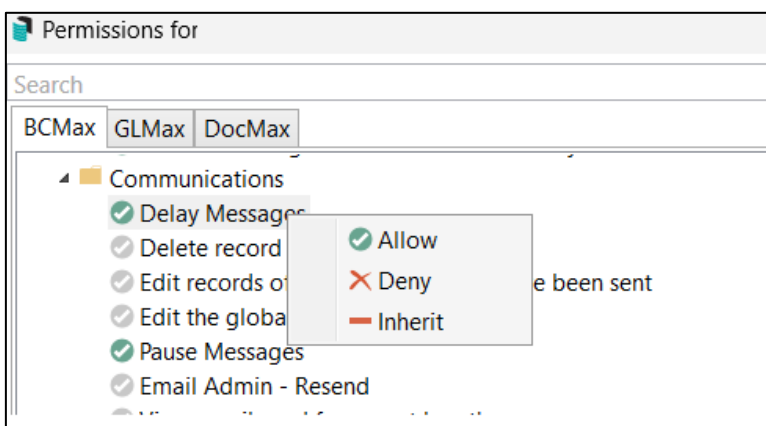 Permissions for
Search
BCMax GLMax DocMax
Communications
Delay Messages
Allow
Delete record
Deny
Edit records of
e been sent
Inherit
Edit the globa
Pause Messages
Email Admin - Resend